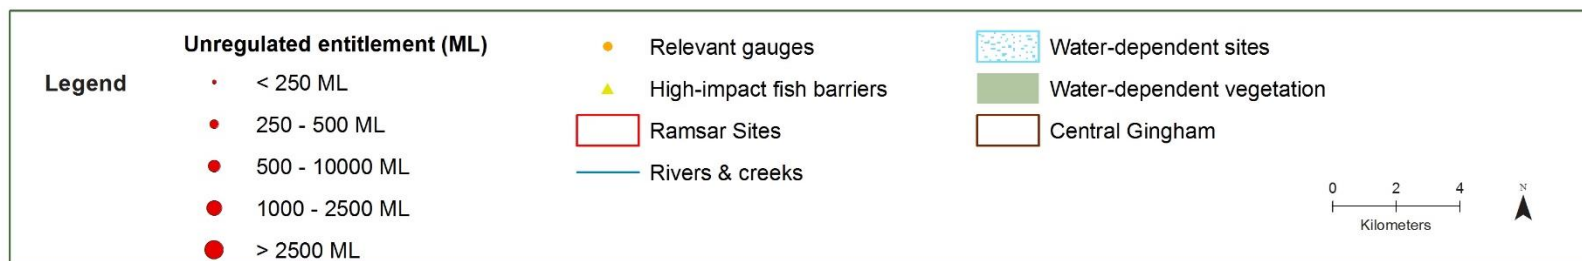 Legend
Unregulated entitlement (ML)
< 250 ML
250 - 500 ML
500 - 10000 ML
1000 - 2500 ML
> 2500 ML
Relevant gauges
High-impact fish barriers
Ramsar Sites
Rivers & creeks
Water-dependent sites
Water-dependent vegetation
Central Gingham
0 2 4
Kilometers
N